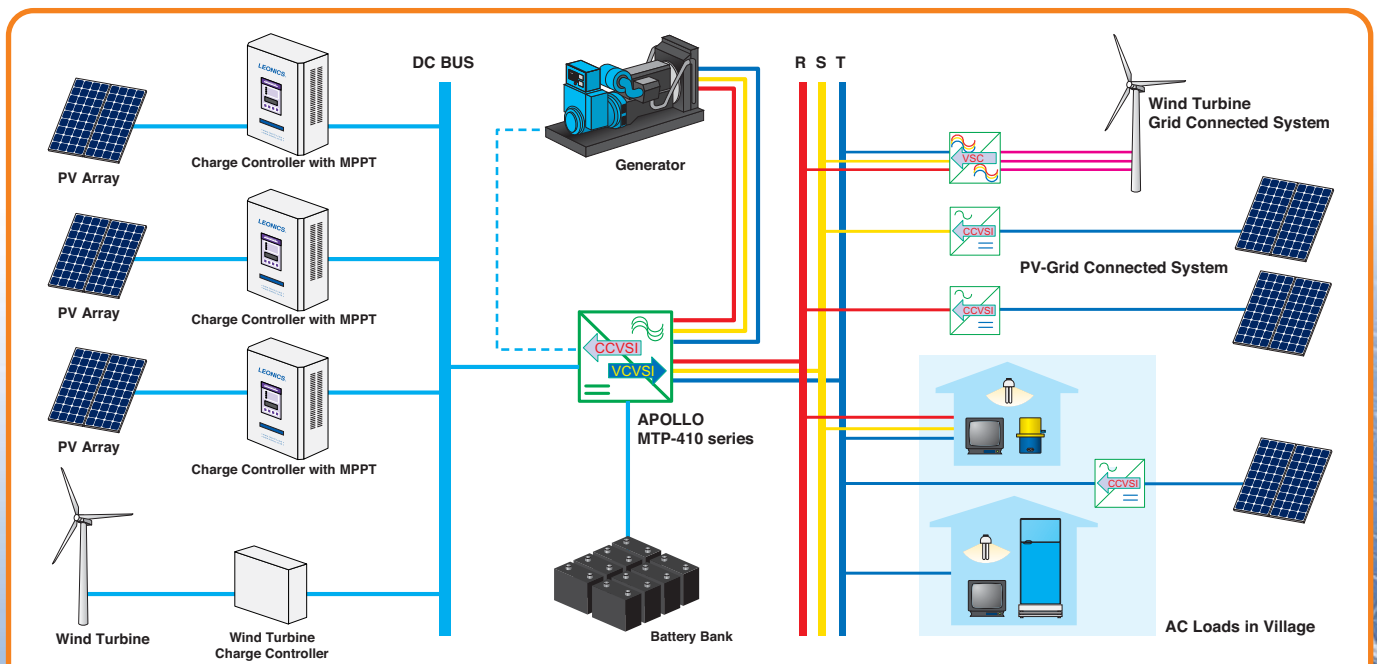 DC BUS
R S T
LEONICS
Charge Controller with MPPT
PV Array
Generator
Wind Turbine
Grid Connected System
VSC
LEONICS
Charge Controller with MPPT
PV Array
CCVSI
PV-Grid Connected System
CCVSI
CCVSI
VCVSI
APOLLO
MTP-410 series
LEONICS
Charge Controller with MPPT
PV Array
CCVSI
Wind Turbine
Wind Turbine
Charge Controller
Battery Bank
AC Loads in Village